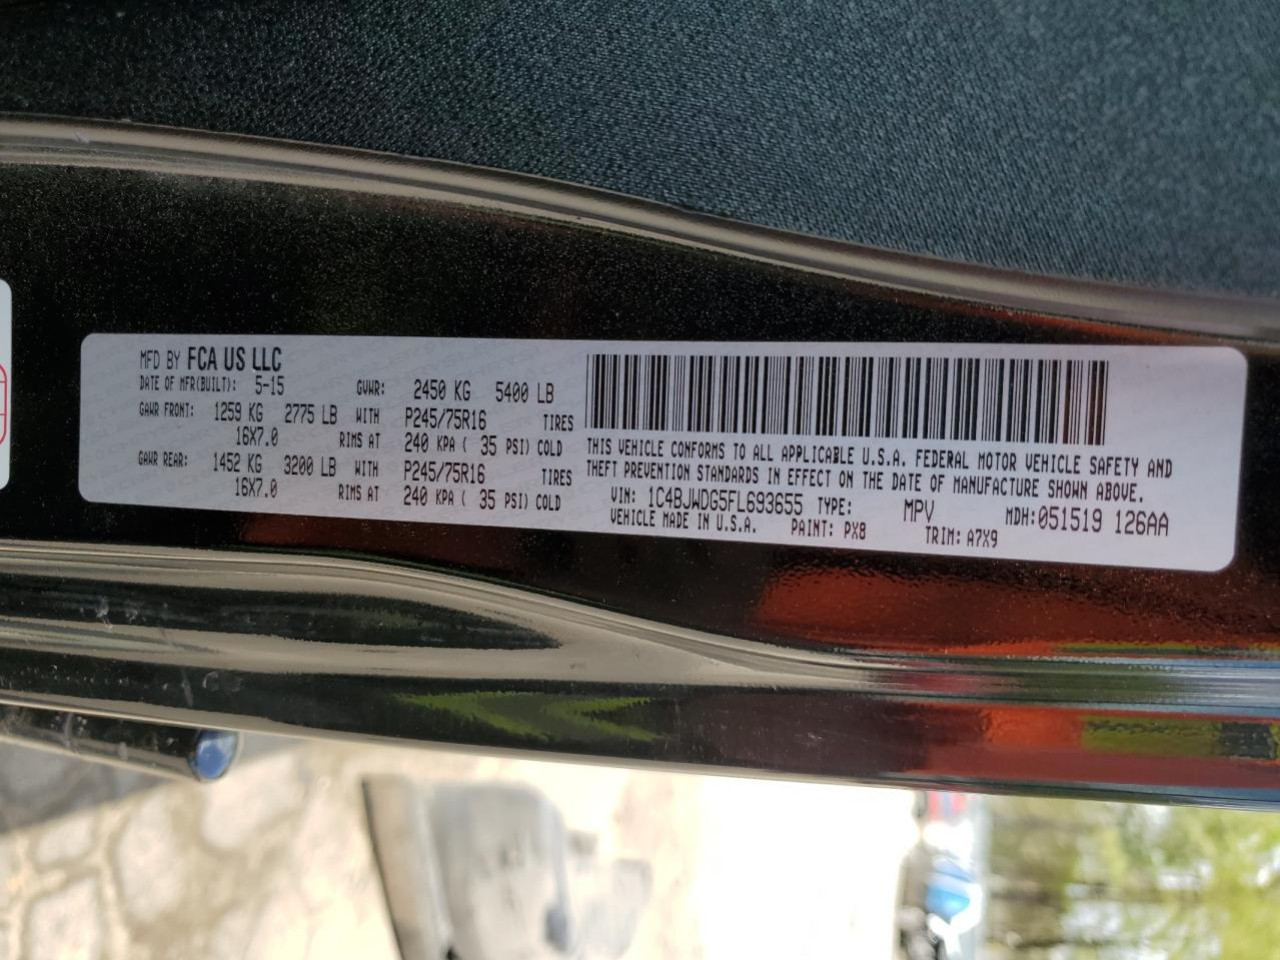 MFD BY FCA US LLC
DATE OF MFR(BUILT): 5-15 GVWR: 2450 KG 5400 LB
GAWR FRONT: 1259 KG 2775 LB WITH P245/75R16 TIRES
16X7.0 RIMS AT 240 KPA ( 35 PSI) COLD
GAWR REAR: 1452 KG 3200 LB WITH P245/75R16 TIRES
16X7.0 RIMS AT 240 KPA ( 35 PSI) COLD
THIS VEHICLE CONFORMS TO ALL APPLICABLE U.S.A. FEDERAL MOTOR VEHICLE SAFETY AND
THEFT PREVENTION STANDARDS IN EFFECT ON THE DATE OF MANUFACTURE SHOWN ABOVE.
VIN: 1C4BJWDG5FL693655 TYPE: MPV MDH:051519 126AA
VEHICLE MADE IN U.S.A. PAINT: PX8 TRIM: A7X9